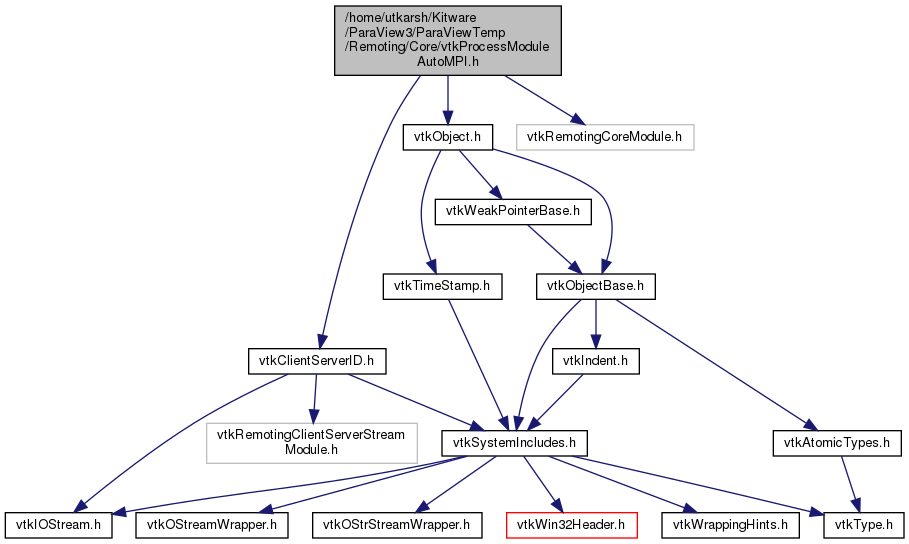 /home/utkarsh/Kitware
/ParaView3/ParaViewTemp
/Remoting/Core/vtkProcessModule
AutoMPI.h
vtkObject.h
vtkRemotingCoreModule.h
vtkWeakPointerBase.h
vtkTimeStamp.h
vtkObjectBase.h
vtkClientServerID.h
vtkIndent.h
vtkRemotingClientServerStream
Module.h
vtkSystemIncludes.h
vtkAtomicTypes.h
vtkIOStream.h
vtkOStreamWrapper.h
vtkOStrStreamWrapper.h
vtkWin32Header.h
vtkWrappingHints.h
vtkType.h